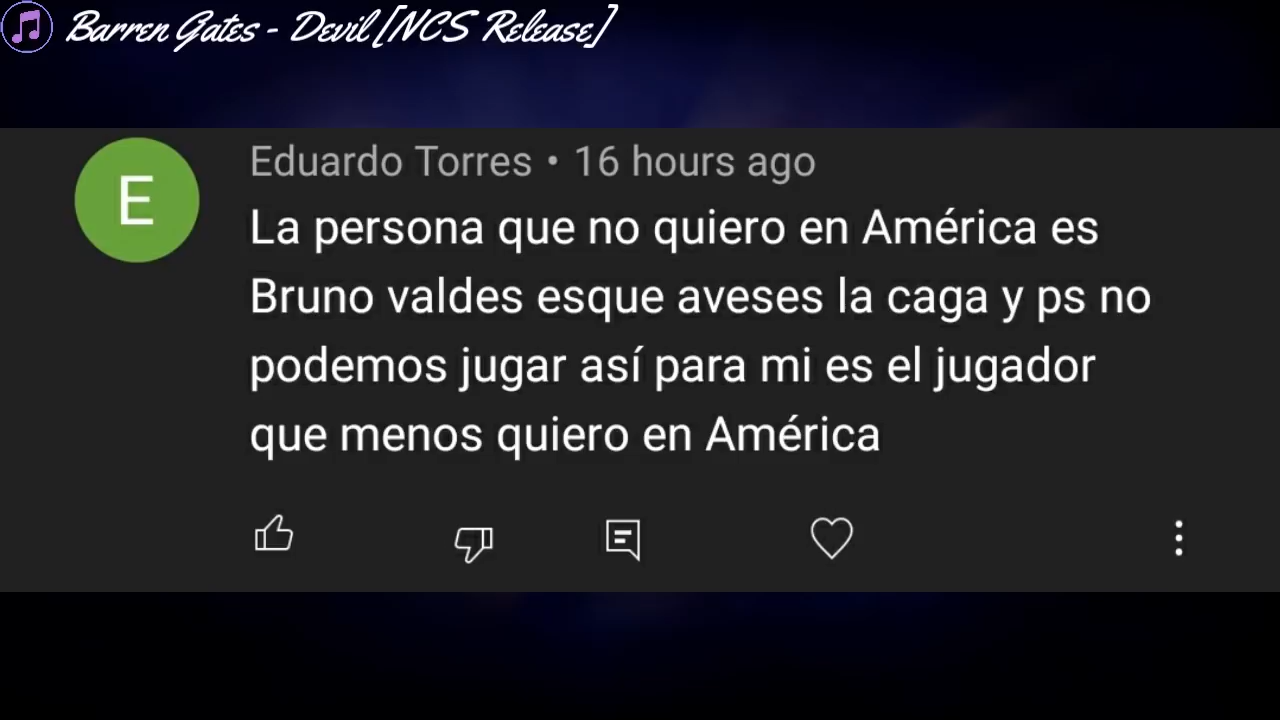 Barren Gates - Devil [NCS Release]
Eduardo Torres • 16 hours ago
E
La persona que no quiero en América es
Bruno valdes esque aveses la caga y ps no
podemos jugar así para mi es el jugador
que menos quiero en América